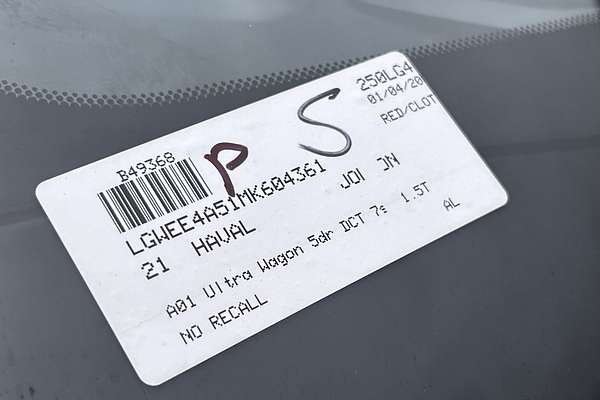 B49368
P
S
250LG4
01/04/20
RED/CLOT
LGWEE4A51MK604361
21 HAVAL JOI JN
A01 Ultra Wagon 5dr DCT 7s 1.5T
NO RECALL
AL